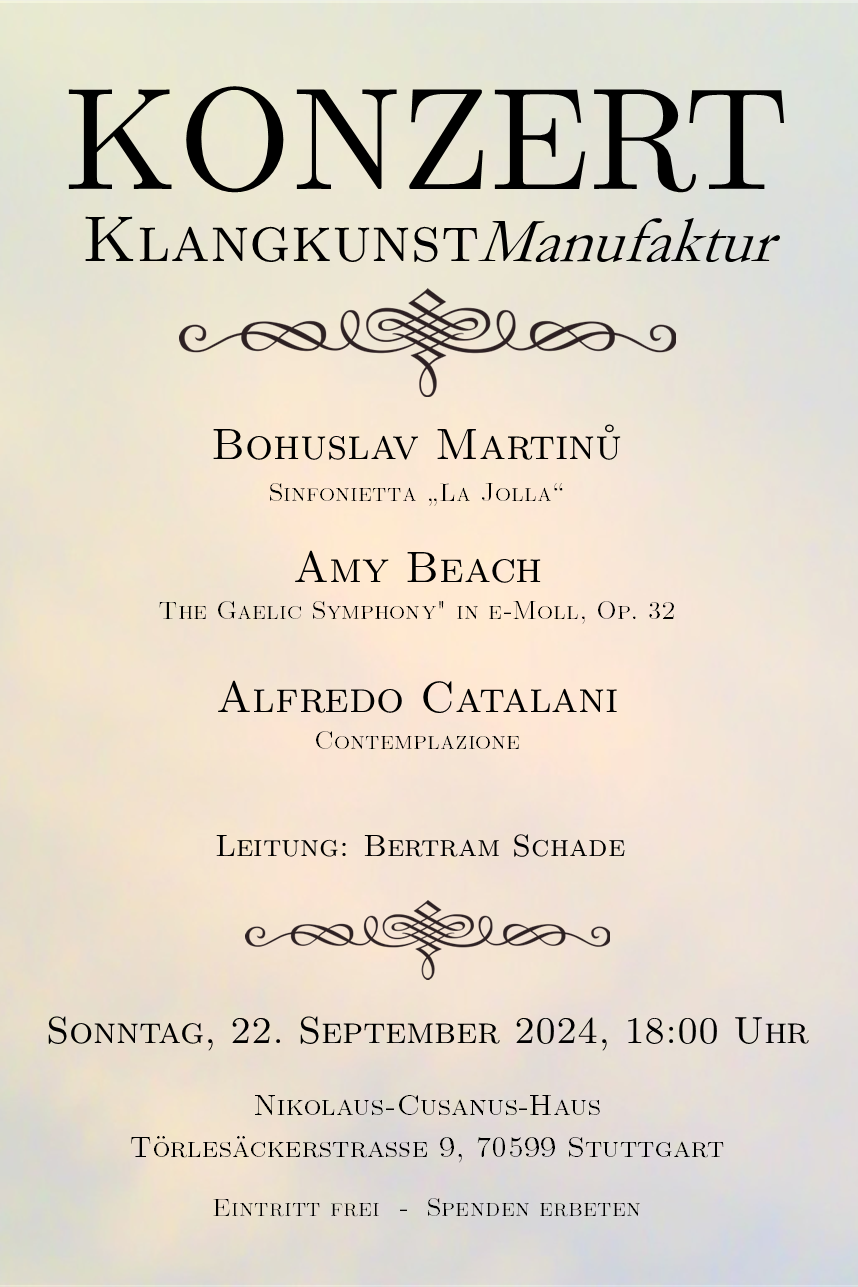 KONZERT
KLANGKUNSTManufaktur
BOHUSLAV MARTINŮ
SINFONIETTA „LA JOLLA“
AMY BEACH
THE GAELIC SYMPHONY" IN E-MOLL, OP. 32
ALFREDO CATALANI
CONTEMPLAZIONE
LEITUNG: BERTRAM SCHADE
SONNTAG, 22. SEPTEMBER 2024, 18:00 UHR
NIKOLAUS-CUSANUS-HAUS
TÖRLESÄCKERSTRASSE 9, 70599 STUTTGART
EINTRITT FREI - SPENDEN ERBETEN